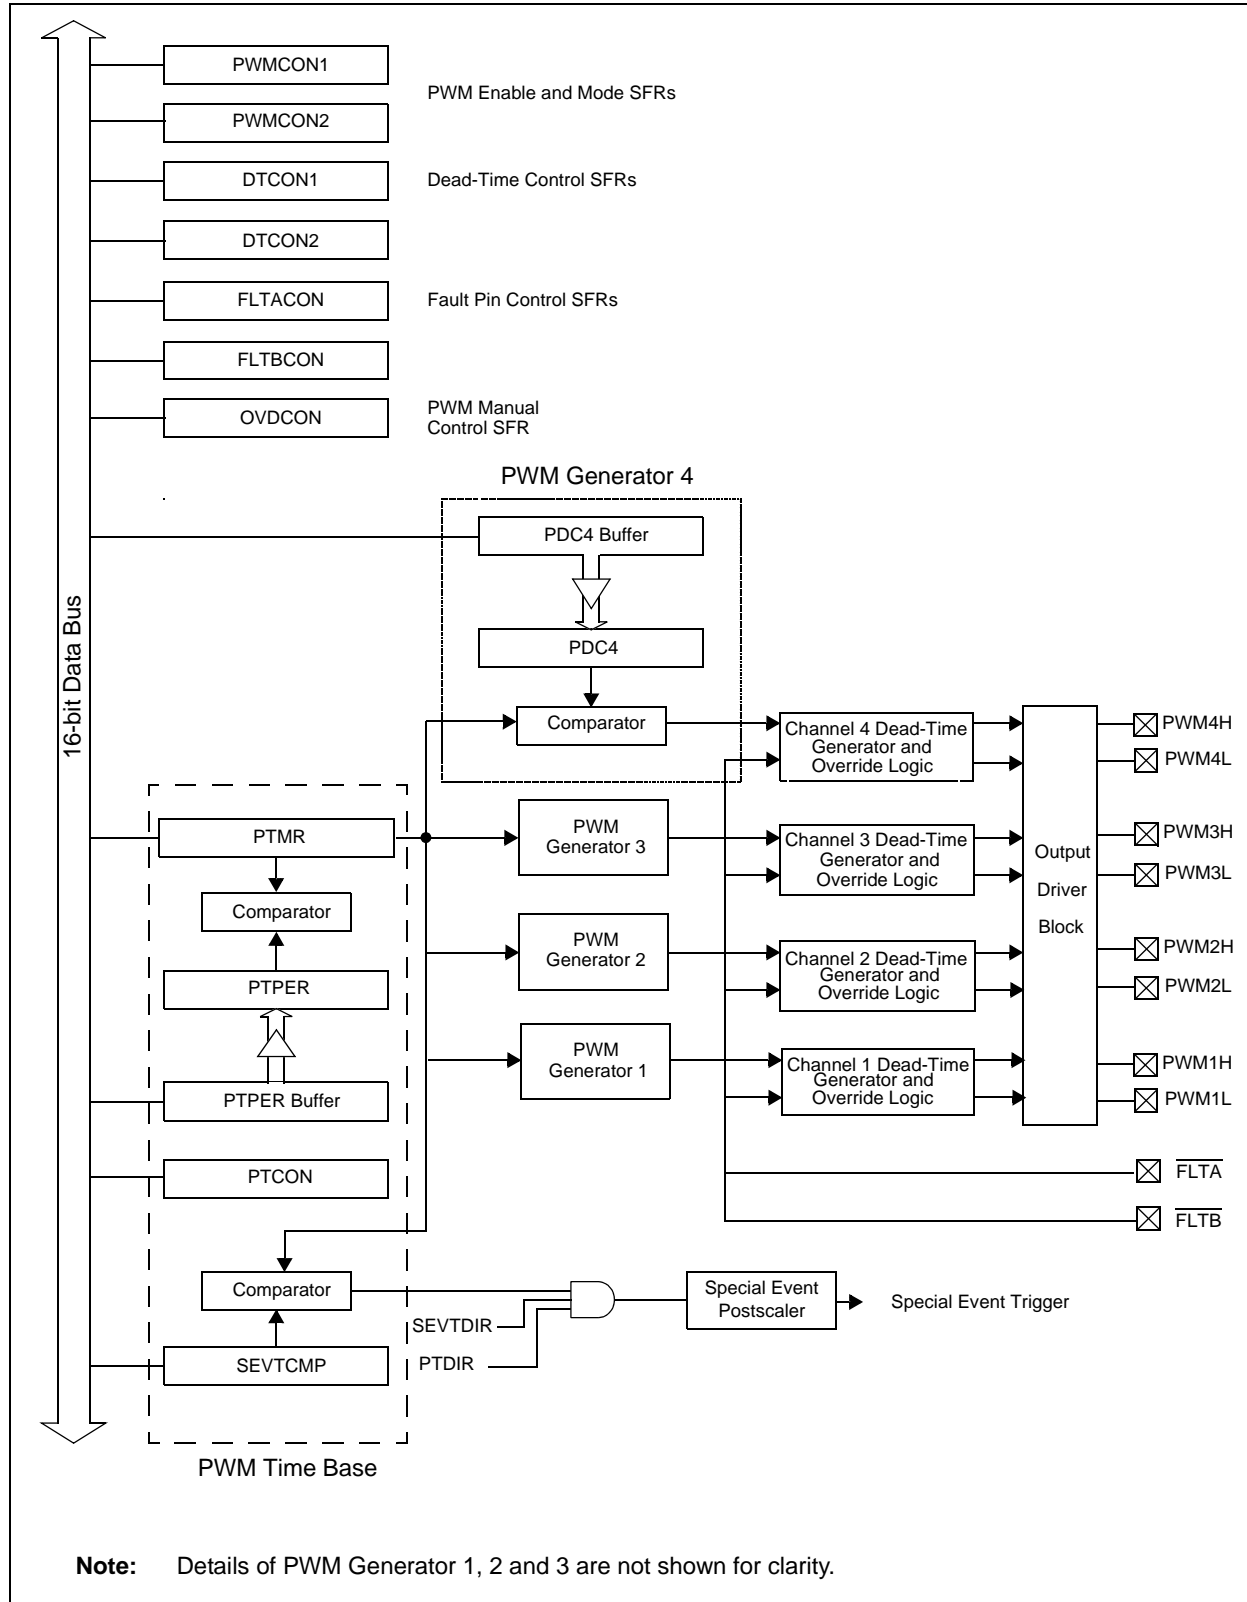 PWMCON1
PWM Enable and Mode SFRs
PWMCON2
DTCON1
Dead-Time Control SFRs
DTCON2
FLTACON
Fault Pin Control SFRs
FLTBCON
OVDCON
PWM Manual
Control SFR
16-bit Data Bus
PWM Generator 4
PDC4 Buffer
PDC4
Comparator
Channel 4 Dead-Time
Generator and
Override Logic
PWM4H
PWM4L
PTMR
Comparator
PTPER
PTPER Buffer
PTCON
Comparator
SEVTCMP
PWM Time Base
PWM
Generator 3
Channel 3 Dead-Time
Generator and
Override Logic
PWM3H
PWM3L
Output
Driver
Block
PWM
Generator 2
Channel 2 Dead-Time
Generator and
Override Logic
PWM2H
PWM2L
PWM
Generator 1
Channel 1 Dead-Time
Generator and
Override Logic
PWM1H
PWM1L
FLTA
FLTB
SEVTDIR
PTDIR
Special Event
Postscaler
Special Event Trigger
Note: Details of PWM Generator 1, 2 and 3 are not shown for clarity.